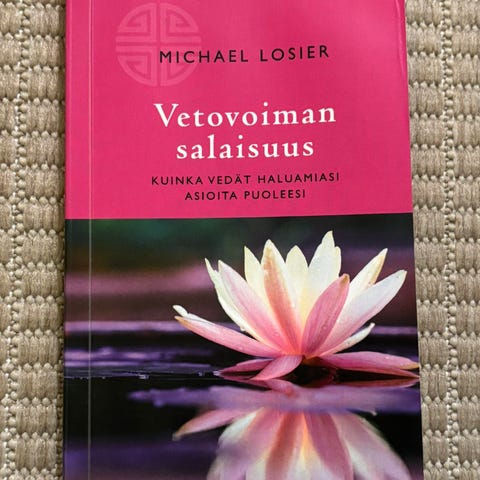 MICHAEL LOSIER
Vetovoiman
salaisuus
KUINKA VEDÄT HALUAMIASI
ASIOITA PUOLEESI